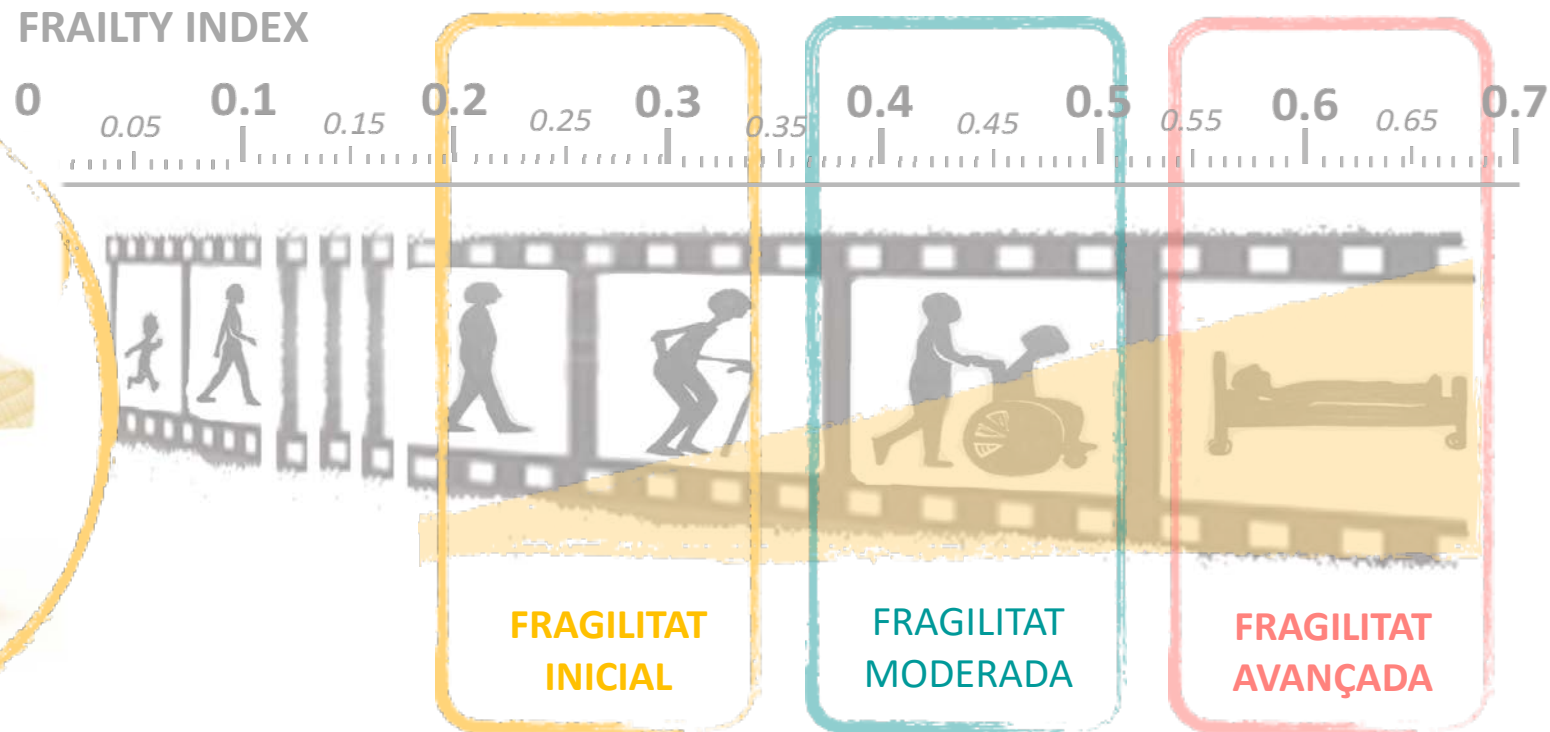 FRAILTY INDEX
0 0.1 0.2 0.3 0.4 0.5 0.6 0.7
0.05 0.15 0.25 0.35 0.45 0.55 0.65
FRAGILITAT
INICIAL
FRAGILITAT
MODERADA
FRAGILITAT
AVANÇADA